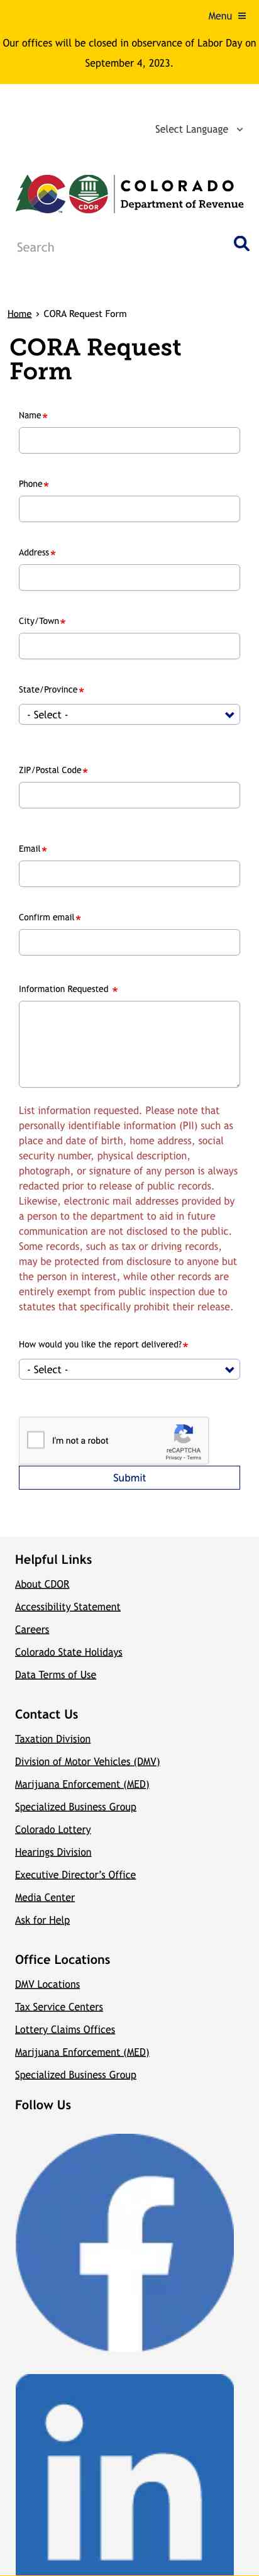 Menu
Our offices will be closed in observance of Labor Day on
September 4, 2023.
Select Language
CDOR
COLORADO
Department of Revenue
Search
Home › CORA Request Form
CORA Request
Form
Name*
Phone*
Address*
City/Town*
State/Province*
- Select -
ZIP/Postal Code*
Email*
Confirm email*
Information Requested *
List information requested. Please note that
personally identifiable information (PII) such as
place and date of birth, home address, social
security number, physical description,
photograph, or signature of any person is always
redacted prior to release of public records.
Likewise, electronic mail addresses provided by
a person to the department to aid in future
communication are not disclosed to the public.
Some records, such as tax or driving records,
may be protected from disclosure to anyone but
the person in interest, while other records are
entirely exempt from public inspection due to
statutes that specifically prohibit their release.
How would you like the report delivered?*
- Select -
I'm not a robot
reCAPTCHA
Privacy - Terms
Submit
Helpful Links
About CDOR
Accessibility Statement
Careers
Colorado State Holidays
Data Terms of Use
Contact Us
Taxation Division
Division of Motor Vehicles (DMV)
Marijuana Enforcement (MED)
Specialized Business Group
Colorado Lottery
Hearings Division
Executive Director's Office
Media Center
Ask for Help
Office Locations
DMV Locations
Tax Service Centers
Lottery Claims Offices
Marijuana Enforcement (MED)
Specialized Business Group
Follow Us
f
in